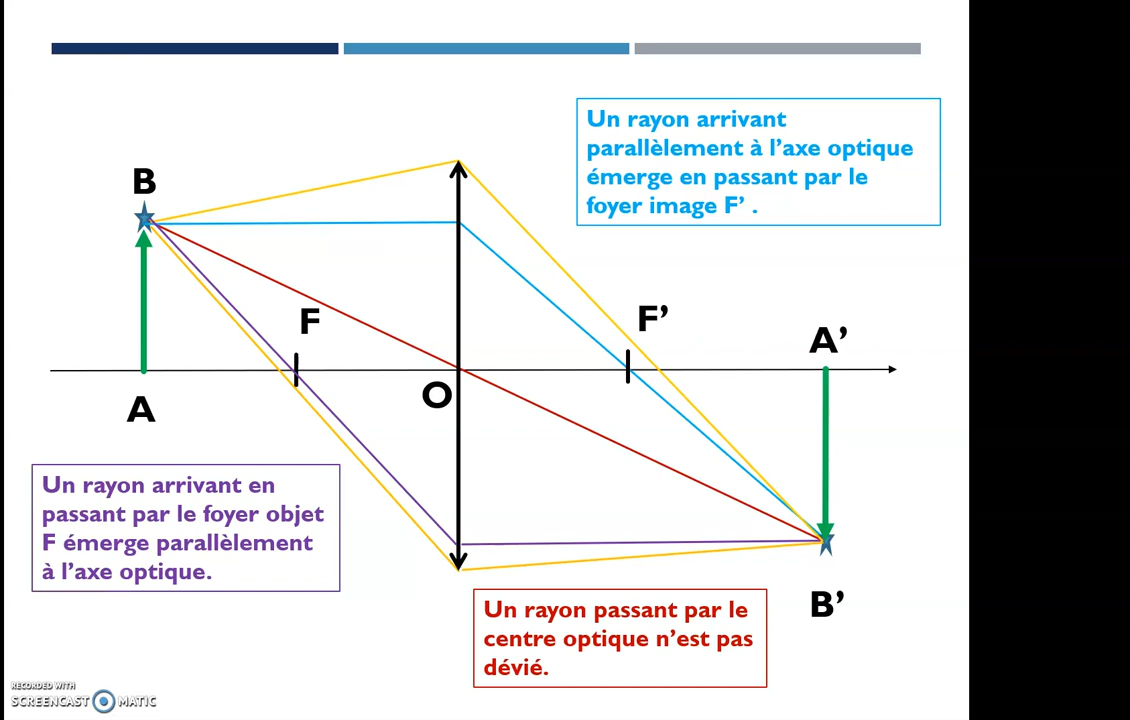 Un rayon arrivant
parallèlement à l’axe optique
émerge en passant par le
foyer image F’ .
B
F
F’
A’
O
A
Un rayon arrivant en
passant par le foyer objet
F émerge parallèlement
à l’axe optique.
Un rayon passant par le
centre optique n’est pas
dévié.
B’
RECORDED WITH
SCREENCAST MATIC